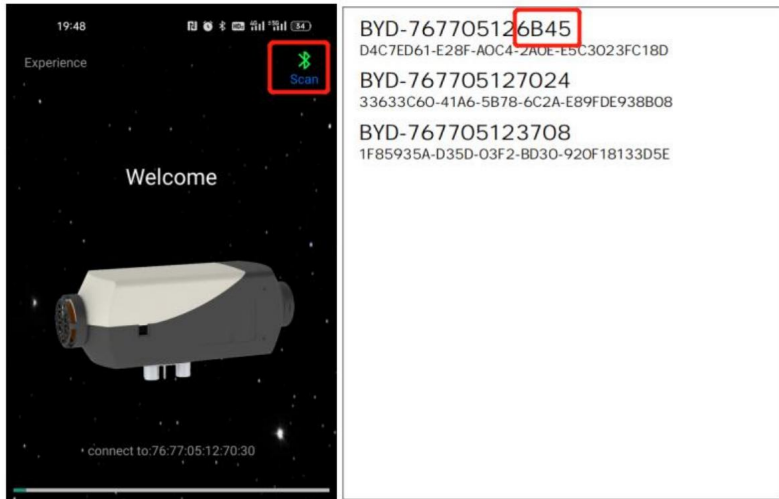 19:48
34
Experience
Scan
Welcome
connect to:76:77:05:12:70:30
BYD-767705126B45
D4C7ED61-E28F-A0C4-2A0E-E5C3023FC18D
BYD-767705127024
33633C60-41A6-5B78-6C2A-E89FDE938B08
BYD-767705123708
1F85935A-D35D-03F2-BD30-920F18133D5E